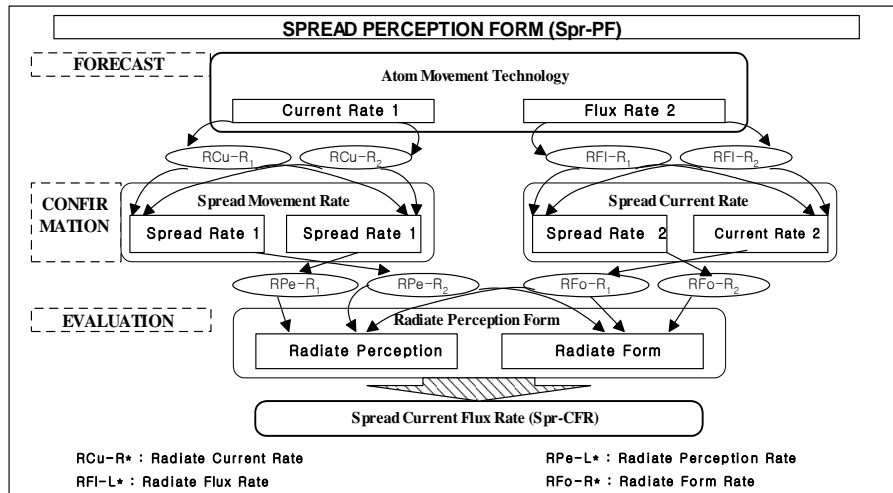 SPREAD PERCEPTION FORM (Spr-PF)
FORECAST
Atom Movement Technology
Current Rate 1
Flux Rate 2
RCu-R1
RCu-R2
RFl-R1
RFl-R2
CONFIR
MATION
Spread Movement Rate
Spread Current Rate
Spread Rate 1
Spread Rate 1
Spread Rate 2
Current Rate 2
RPe-R1
RPe-R2
RFo-R1
RFo-R2
EVALUATION
Radiate Perception Form
Radiate Perception
Radiate Form
Spread Current Flux Rate (Spr-CFR)
RCu-R* : Radiate Current Rate
RPe-L* : Radiate Perception Rate
RFl-L* : Radiate Flux Rate
RFo-R* : Radiate Form Rate